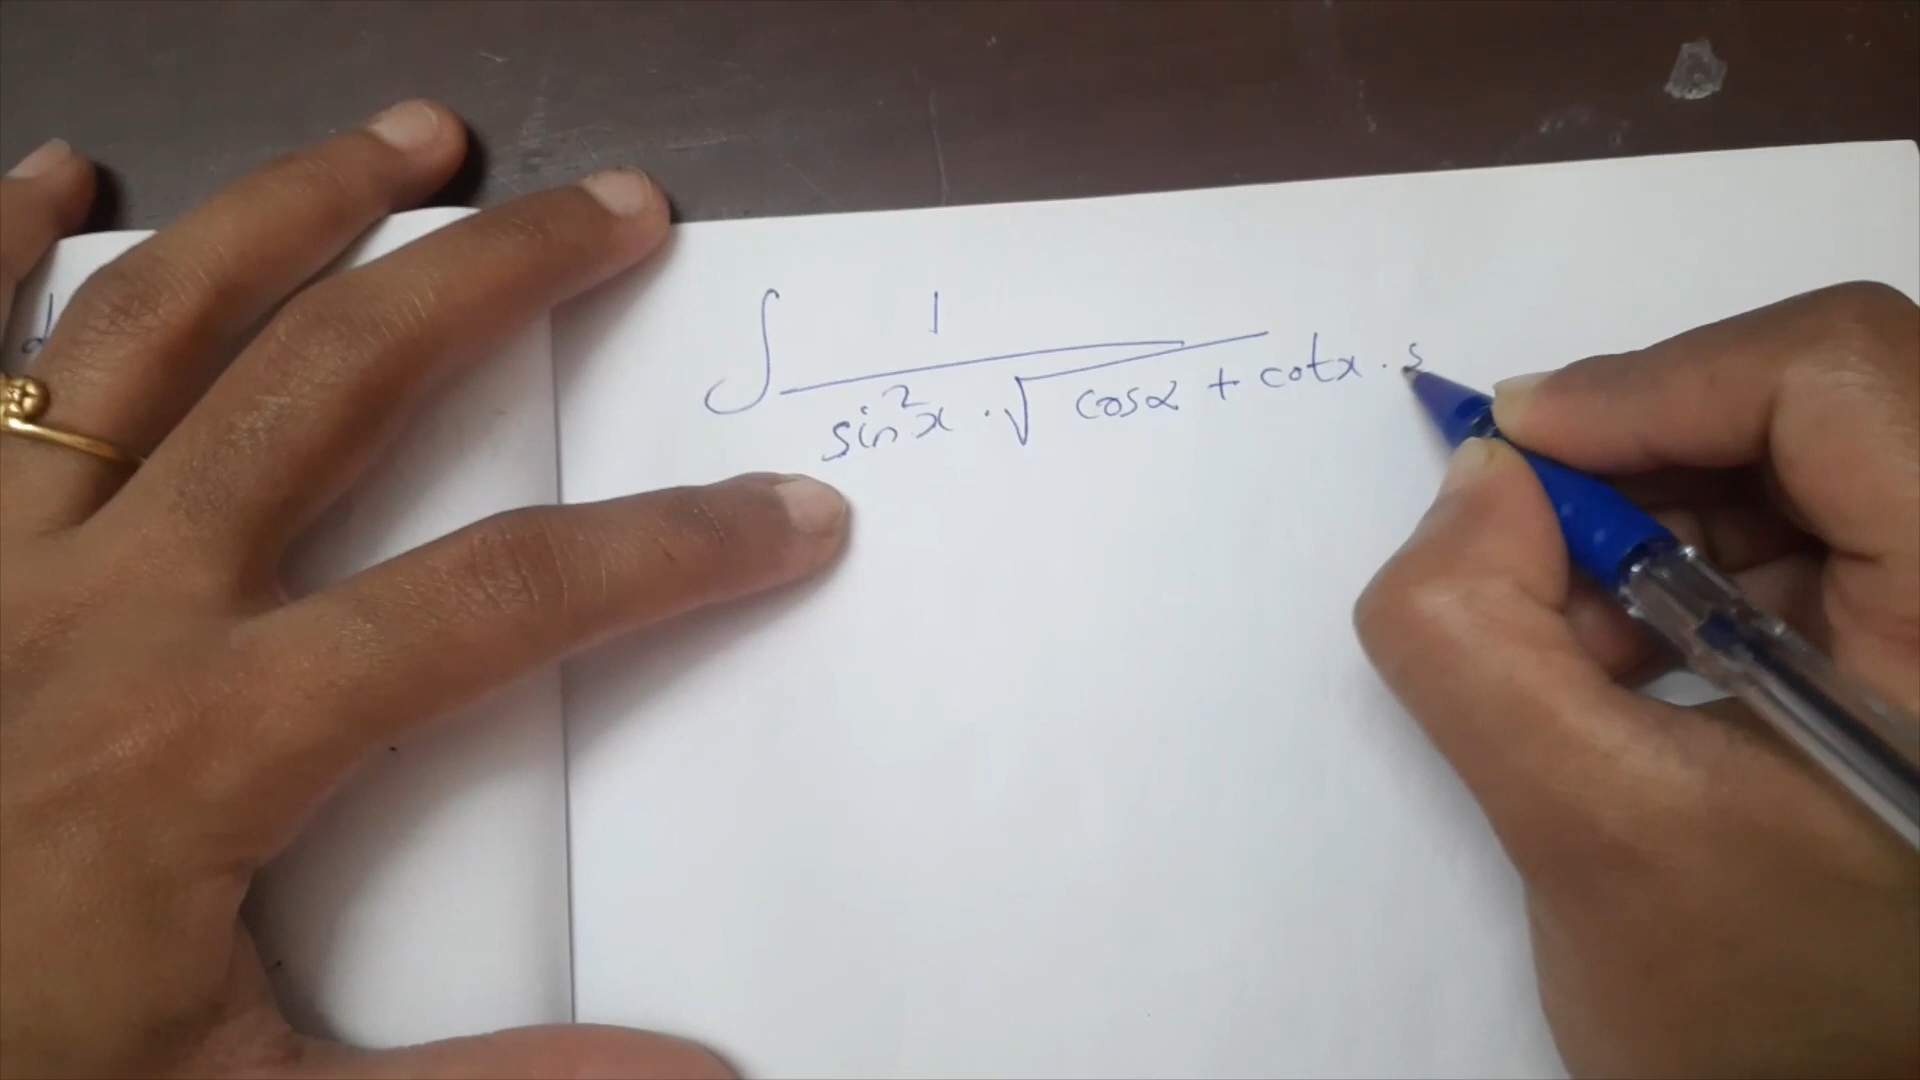 d
∫ 1 / sin²x · √ cosα + cotx · s